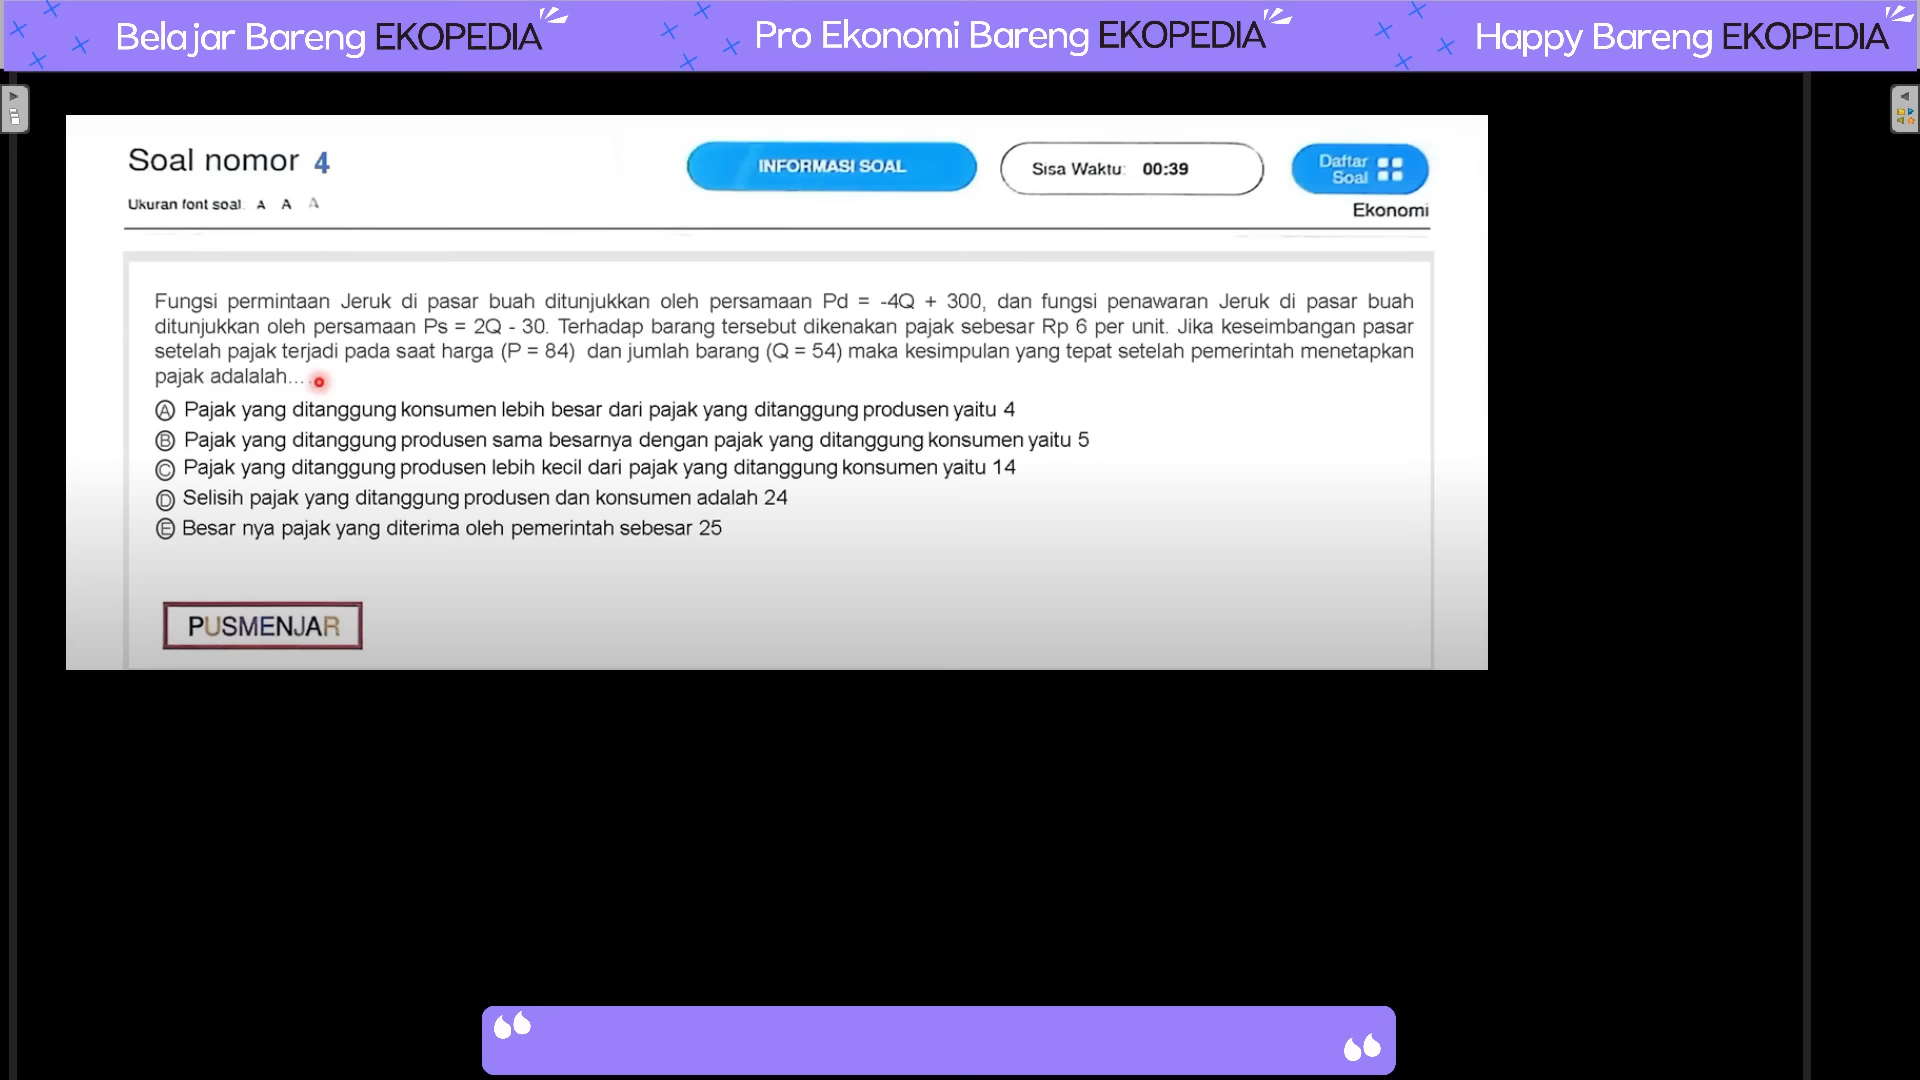 Belajar Bareng EKOPEDIA
Pro Ekonomi Bareng EKOPEDIA
Happy Bareng EKOPEDIA
Soal nomor 4
INFORMASI SOAL
Sisa Waktu: 00:39
Daftar
Soal
Ukuran font soal: A A A
Ekonomi
Fungsi permintaan Jeruk di pasar buah ditunjukkan oleh persamaan Pd = -4Q + 300, dan fungsi penawaran Jeruk di pasar buah
ditunjukkan oleh persamaan Ps = 2Q - 30. Terhadap barang tersebut dikenakan pajak sebesar Rp 6 per unit. Jika keseimbangan pasar
setelah pajak terjadi pada saat harga (P = 84) dan jumlah barang (Q = 54) maka kesimpulan yang tepat setelah pemerintah menetapkan
pajak adalalah....
A Pajak yang ditanggung konsumen lebih besar dari pajak yang ditanggung produsen yaitu 4
B Pajak yang ditanggung produsen sama besarnya dengan pajak yang ditanggung konsumen yaitu 5
C Pajak yang ditanggung produsen lebih kecil dari pajak yang ditanggung konsumen yaitu 14
D Selisih pajak yang ditanggung produsen dan konsumen adalah 24
E Besar nya pajak yang diterima oleh pemerintah sebesar 25
PUSMENJAR